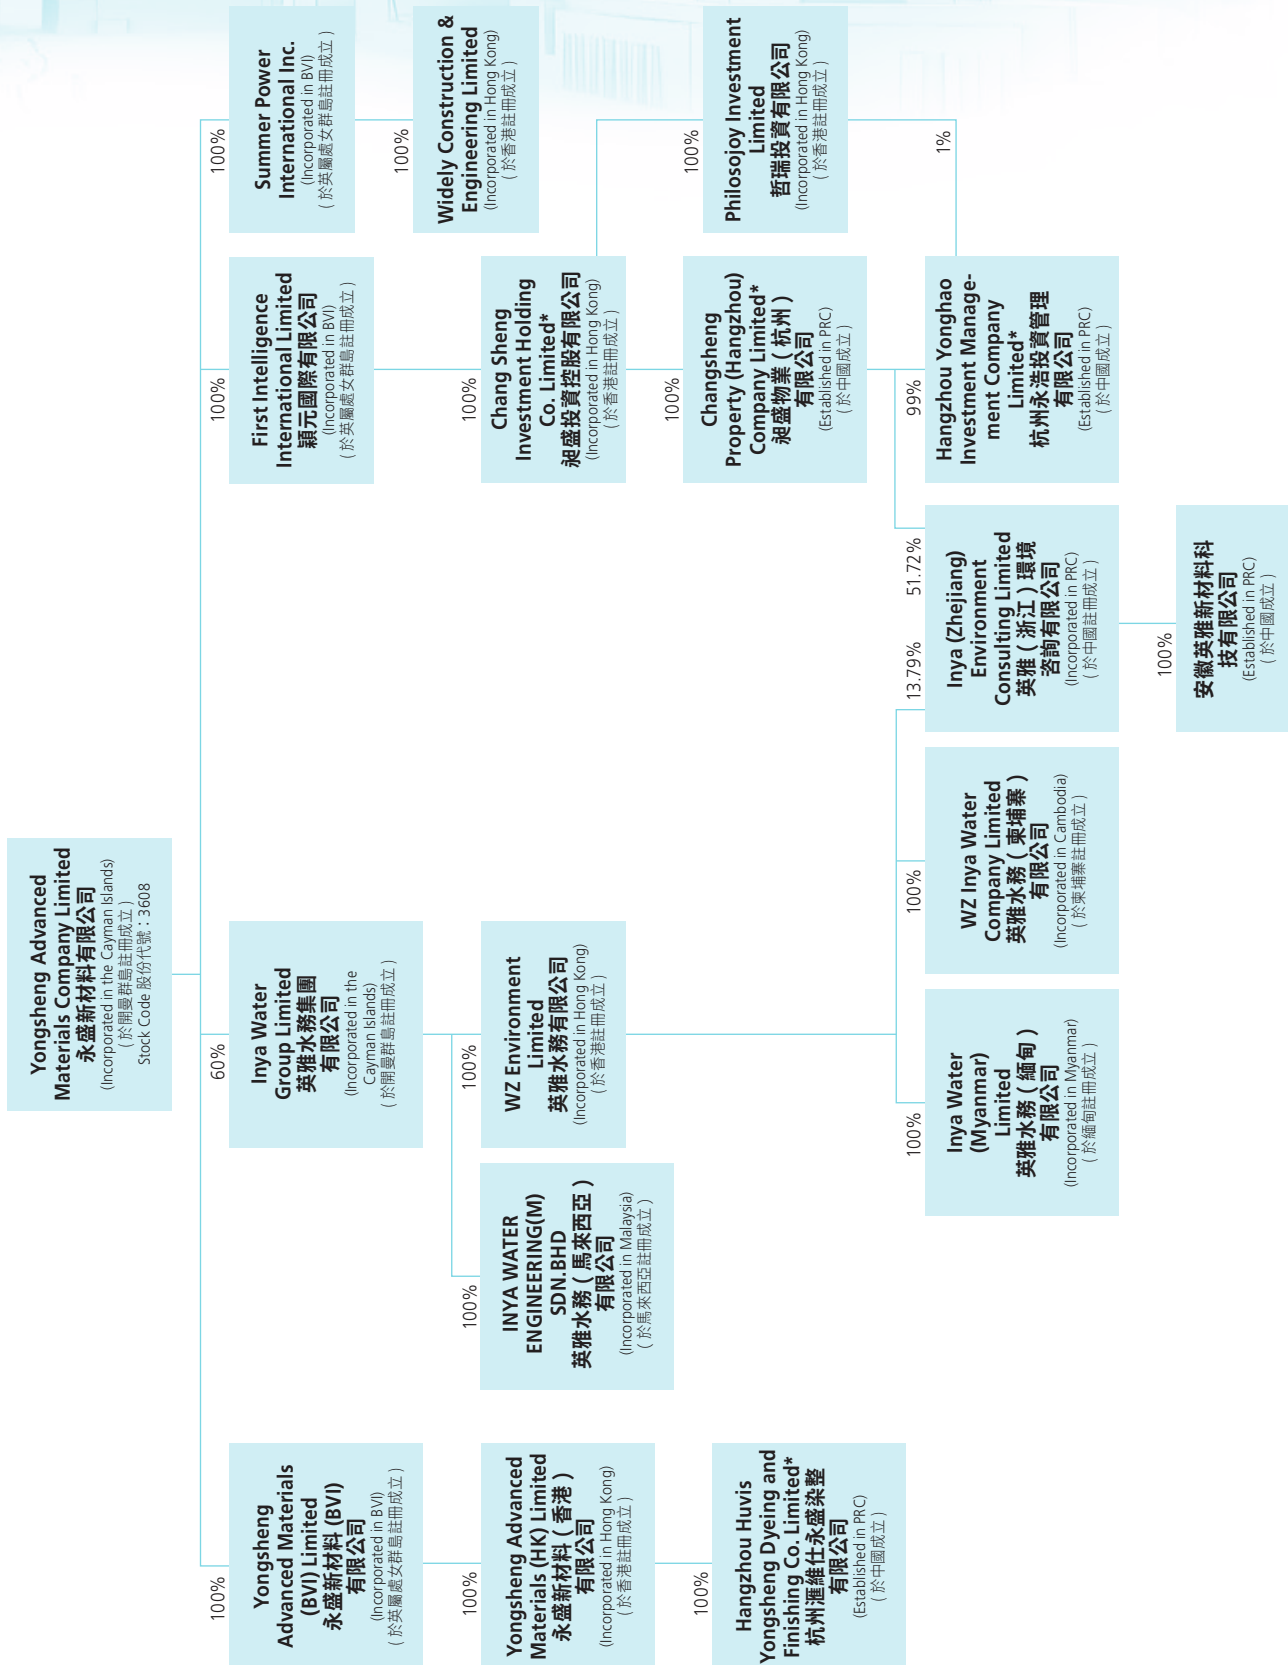 Yongsheng Advanced
Materials Company Limited
永盛新材料有限公司
(Incorporated in the Cayman Islands)
(於開曼群島註冊成立)
Stock Code 股份代號：3608
100%
Yongsheng
Advanced Materials
(BVI) Limited
永盛新材料 (BVI)
有限公司
(Incorporated in BVI)
(於英屬處女群島註冊成立)
60%
Inya Water
Group Limited
英雅水務集團
有限公司
(Incorporated in the
Cayman Islands)
(於開曼群島註冊成立)
100%
First Intelligence
International Limited
穎元國際有限公司
(Incorporated in BVI)
(於英屬處女群島註冊成立)
100%
Summer Power
International Inc.
(Incorporated in BVI)
(於英屬處女群島註冊成立)
100%
Yongsheng Advanced
Materials (HK) Limited
永盛新材料（香港）
有限公司
(Incorporated in Hong Kong)
(於香港註冊成立)
100%
INYA WATER
ENGINEERING(M)
SDN.BHD
英雅水務（馬來西亞）
有限公司
(Incorporated in Malaysia)
(於馬來西亞註冊成立)
100%
WZ Environment
Limited
英雅水務有限公司
(Incorporated in Hong Kong)
(於香港註冊成立)
100%
Chang Sheng
Investment Holding
Co. Limited*
昶盛投資控股有限公司
(Incorporated in Hong Kong)
(於香港註冊成立)
100%
Widely Construction &
Engineering Limited
(Incorporated in Hong Kong)
(於香港註冊成立)
100%
Hangzhou Huvis
Yongsheng Dyeing and
Finishing Co. Limited*
杭州滙維仕永盛染整
有限公司
(Established in PRC)
(於中國成立)
100%
Changsheng
Property (Hangzhou)
Company Limited*
昶盛物業（杭州）
有限公司
(Established in PRC)
(於中國成立)
100%
Philosojoy Investment
Limited
哲瑞投資有限公司
(Incorporated in Hong Kong)
(於香港註冊成立)
100%
Inya Water
(Myanmar)
Limited
英雅水務（緬甸）
有限公司
(Incorporated in Myanmar)
(於緬甸註冊成立)
100%
WZ Inya Water
Company Limited
英雅水務（柬埔寨）
有限公司
(Incorporated in Cambodia)
(於柬埔寨註冊成立)
13.79%
51.72%
Inya (Zhejiang)
Environment
Consulting Limited
英雅（浙江）環境
咨詢有限公司
(Incorporated in PRC)
(於中國註冊成立)
99%
1%
Hangzhou Yonghao
Investment Manage-
ment Company
Limited*
杭州永浩投資管理
有限公司
(Established in PRC)
(於中國成立)
100%
安徽英雅新材料科
技有限公司
(Established in PRC)
(於中國成立)